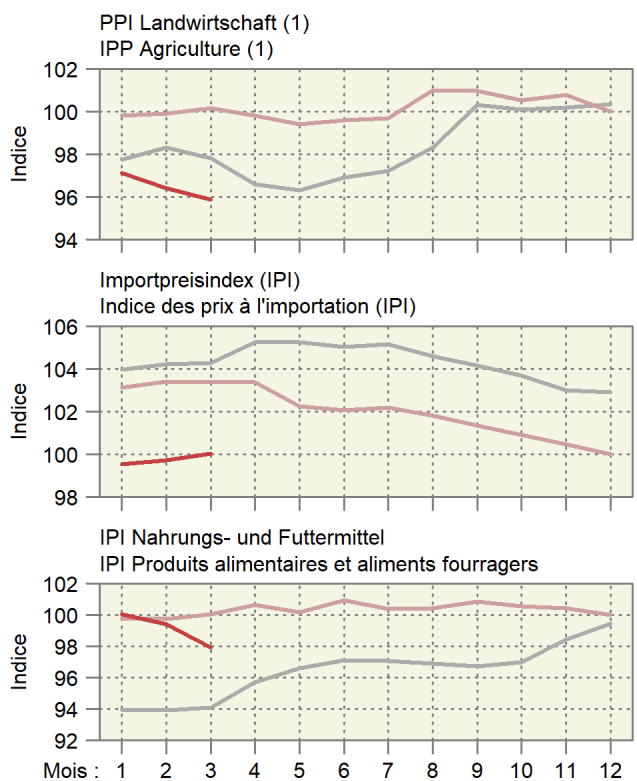 PPI Landwirtschaft (1)
IPP Agriculture (1)
102
100
98
96
94
Indice
Importpreisindex (IPI)
Indice des prix à l'importation (IPI)
106
104
102
100
98
Indice
IPI Nahrungs- und Futtermittel
IPI Produits alimentaires et aliments fourragers
102
100
98
96
94
92
Indice
Mois : 1 2 3 4 5 6 7 8 9 10 11 12